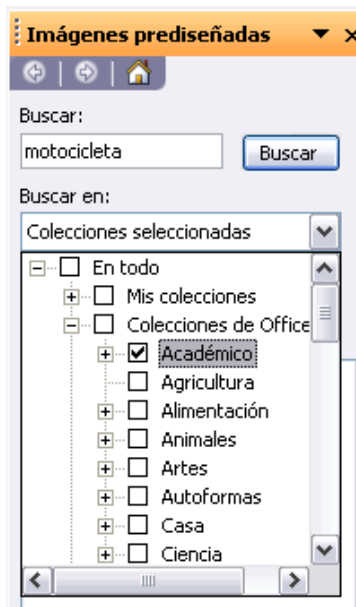 Imágenes prediseñadas
Buscar:
motocicleta
Buscar
Buscar en:
Colecciones seleccionadas
En todo
Mis colecciones
Colecciones de Office
Académico
Agricultura
Alimentación
Animales
Artes
Autoformas
Casa
Ciencia